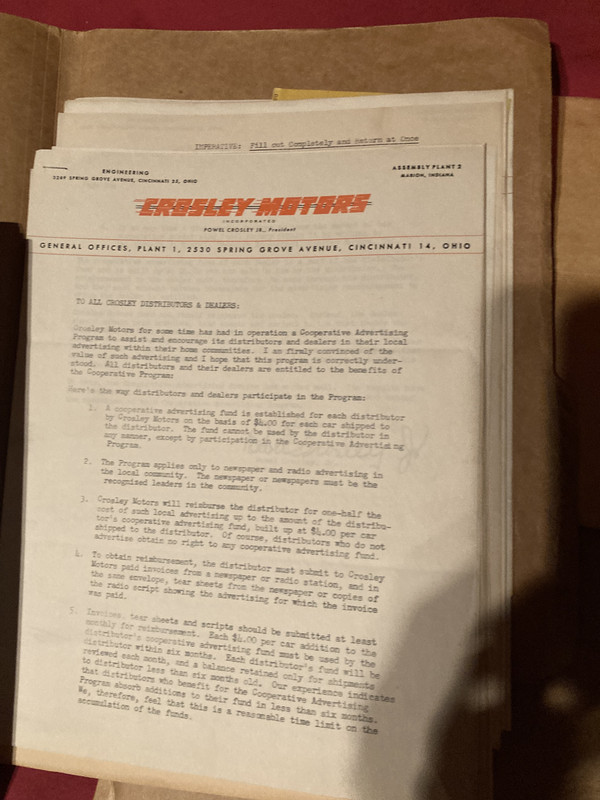 IMPERATIVE: Fill out Completely and Return at Once
ENGINEERING
SPRING GROVE AVENUE, CINCINNATI 25, OHIO
ASSEMBLY PLANT 2
MARION, INDIANA
CROSLEY MOTORS
INCORPORATED
POWEL CROSLEY JR., President
GENERAL OFFICES, PLANT 1, 2530 SPRING GROVE AVENUE, CINCINNATI 14, OHIO
TO ALL CROSLEY DISTRIBUTORS & DEALERS:
Crosley Motors for some time has had in operation a Cooperative Advertising
Program to assist and encourage its distributors and dealers in their local
advertising within their home communities. I am firmly convinced of the
value of such advertising and I hope that this program is correctly under-
stood. All distributors and their dealers are entitled to the benefits of
the Cooperative Program:
Here's the way distributors and dealers participate in the Program:
1. A cooperative advertising fund is established for each distributor
by Crosley Motors on the basis of $4.00 for each car shipped to
the distributor. The fund cannot be used by the distributor in
any manner, except by participation in the Cooperative Advertising
Program.
2. The Program applies only to newspaper and radio advertising in
the local community. The newspaper or newspapers must be the
recognized leaders in the community.
3. Crosley Motors will reimburse the distributor for one-half the
cost of such local advertising up to the amount of the distribu-
tor's cooperative advertising fund, built up at $4.00 per car
shipped to the distributor. Of course, distributors who do not
advertise obtain no right to any cooperative advertising fund.
4. To obtain reimbursement, the distributor must submit to Crosley
Motors paid invoices from a newspaper or radio station, and in
the same envelope, tear sheets from the newspaper or copies of
the radio script showing the advertising for which the invoice
was paid.
5. Invoices, tear sheets and scripts should be submitted at least
monthly for reimbursement. Each $4.00 per car addition to the
distributor's cooperative advertising fund must be used by the
distributor within six months. Each distributor's fund will be
reviewed each month, and a balance retained only for shipments
to distributor less than six months old. Our experience indicates
that distributors who benefit for the Cooperative Advertising
Program absorb additions to their fund in less than six months.
We, therefore, feel that this is a reasonable time limit on the
accumulation of the funds.